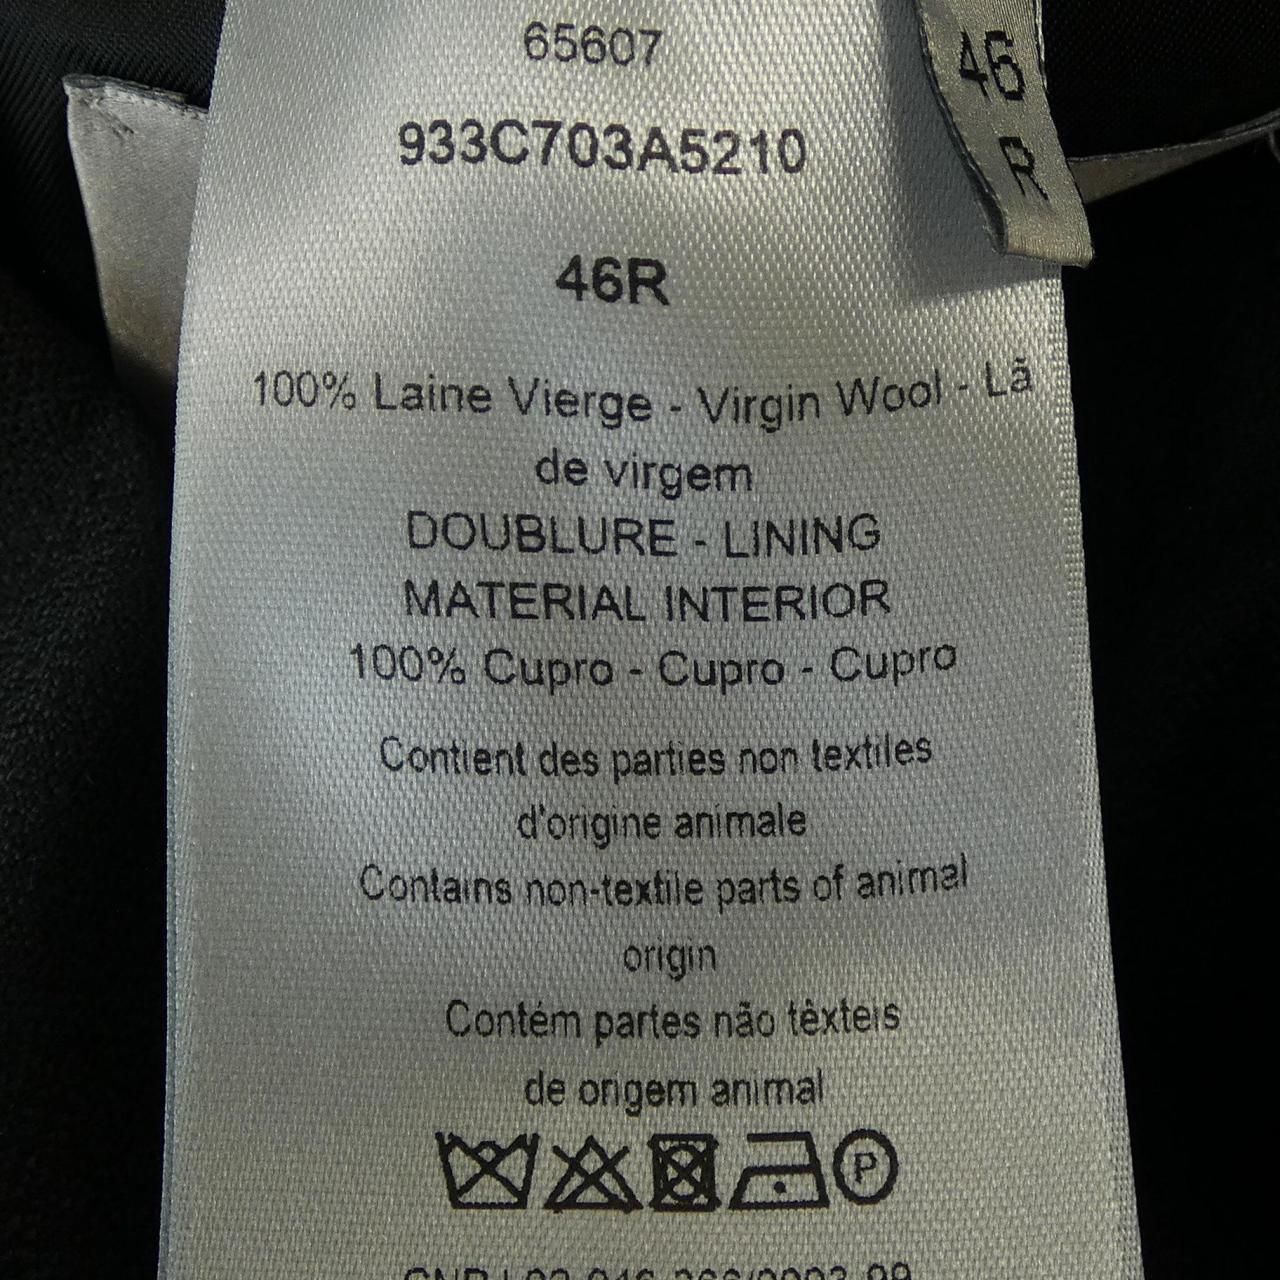 65607
46
R
933C703A5210
46R
100% Laine Vierge - Virgin Wool - Lã
de virgem
DOUBLURE - LINING
MATERIAL INTERIOR
100% Cupro - Cupro - Cupro
Contient des parties non textiles
d'origine animale
Contains non-textile parts of animal
origin
Contém partes não têxteis
de origem animal
P